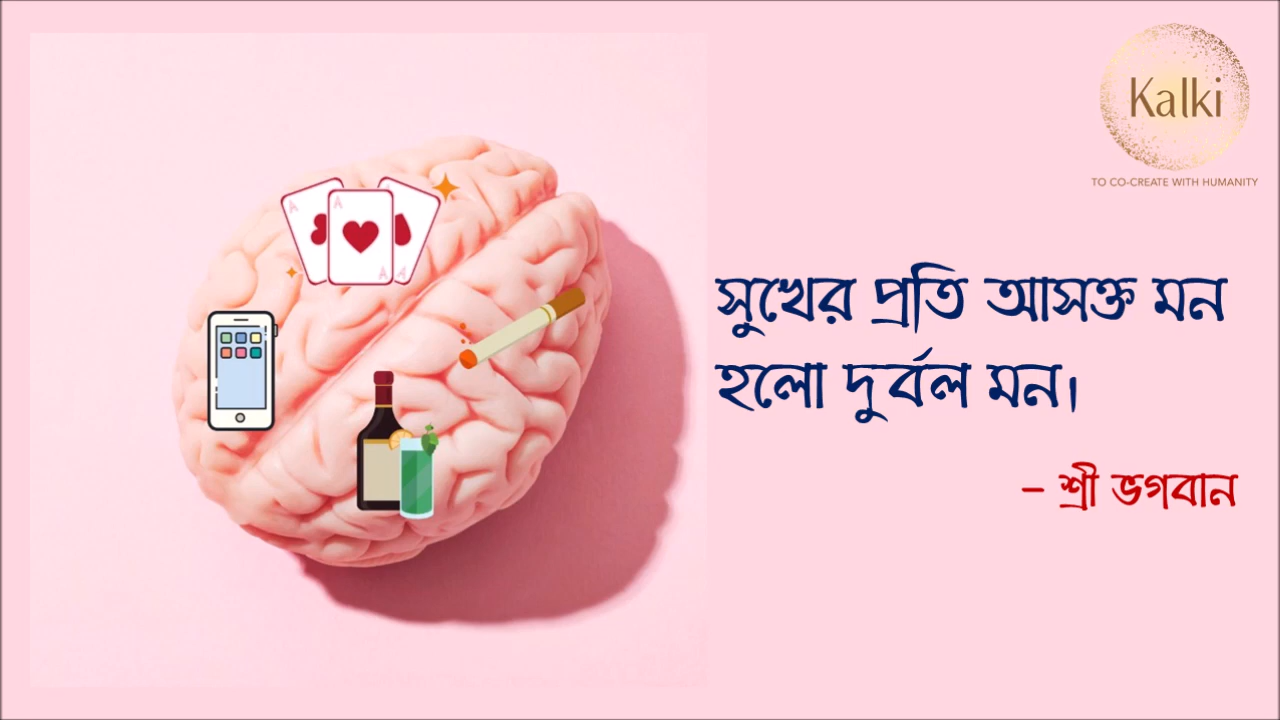 Kalki
TO CO-CREATE WITH HUMANITY
সুখের প্রতি আসক্ত মন
হলো দুর্বল মন।
– শ্রী ভগবান
A
A
A
A
A